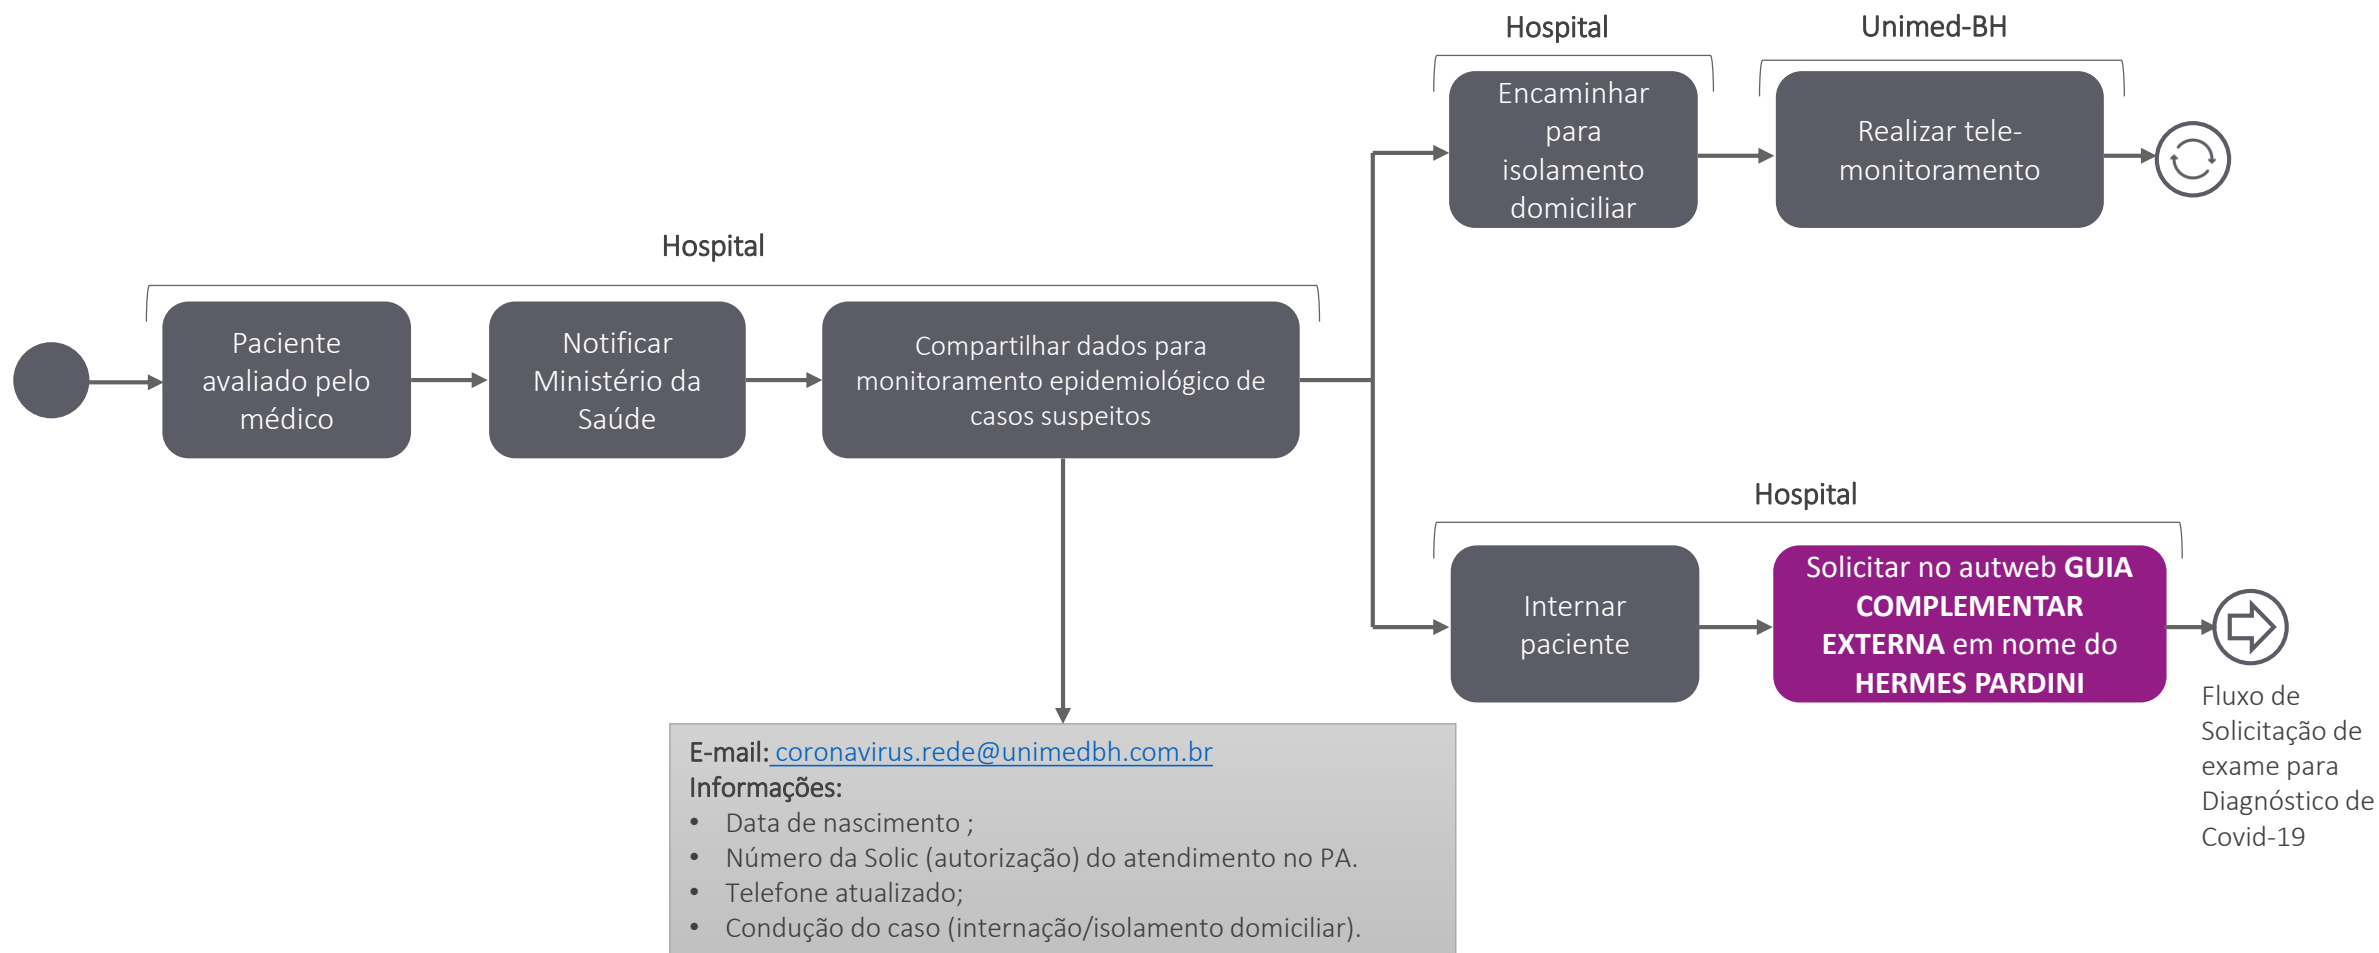 Hospital
Unimed-BH
Encaminhar
para
isolamento
domiciliar
Realizar tele-
monitoramento
Hospital
Paciente
avaliado pelo
médico
Notificar
Ministério da
Saúde
Compartilhar dados para
monitoramento epidemiológico de
casos suspeitos
Hospital
Internar
paciente
Solicitar no autweb GUIA
COMPLEMENTAR
EXTERNA em nome do
HERMES PARDINI
Fluxo de
Solicitação de
exame para
Diagnóstico de
Covid-19
E-mail: coronavirus.rede@unimedbh.com.br
Informações:
• Data de nascimento ;
• Número da Solic (autorização) do atendimento no PA.
• Telefone atualizado;
• Condução do caso (internação/isolamento domiciliar).